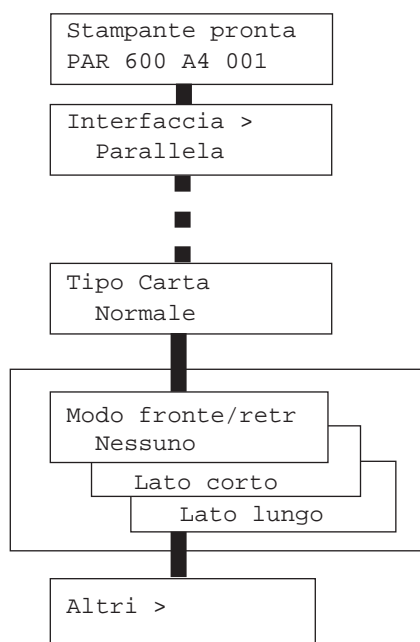 Stampante pronta
PAR 600 A4 001
Interfaccia >
Parallela
Tipo Carta
Normale
Modo fronte/retr
Nessuno
Lato corto
Lato lungo
Altri >